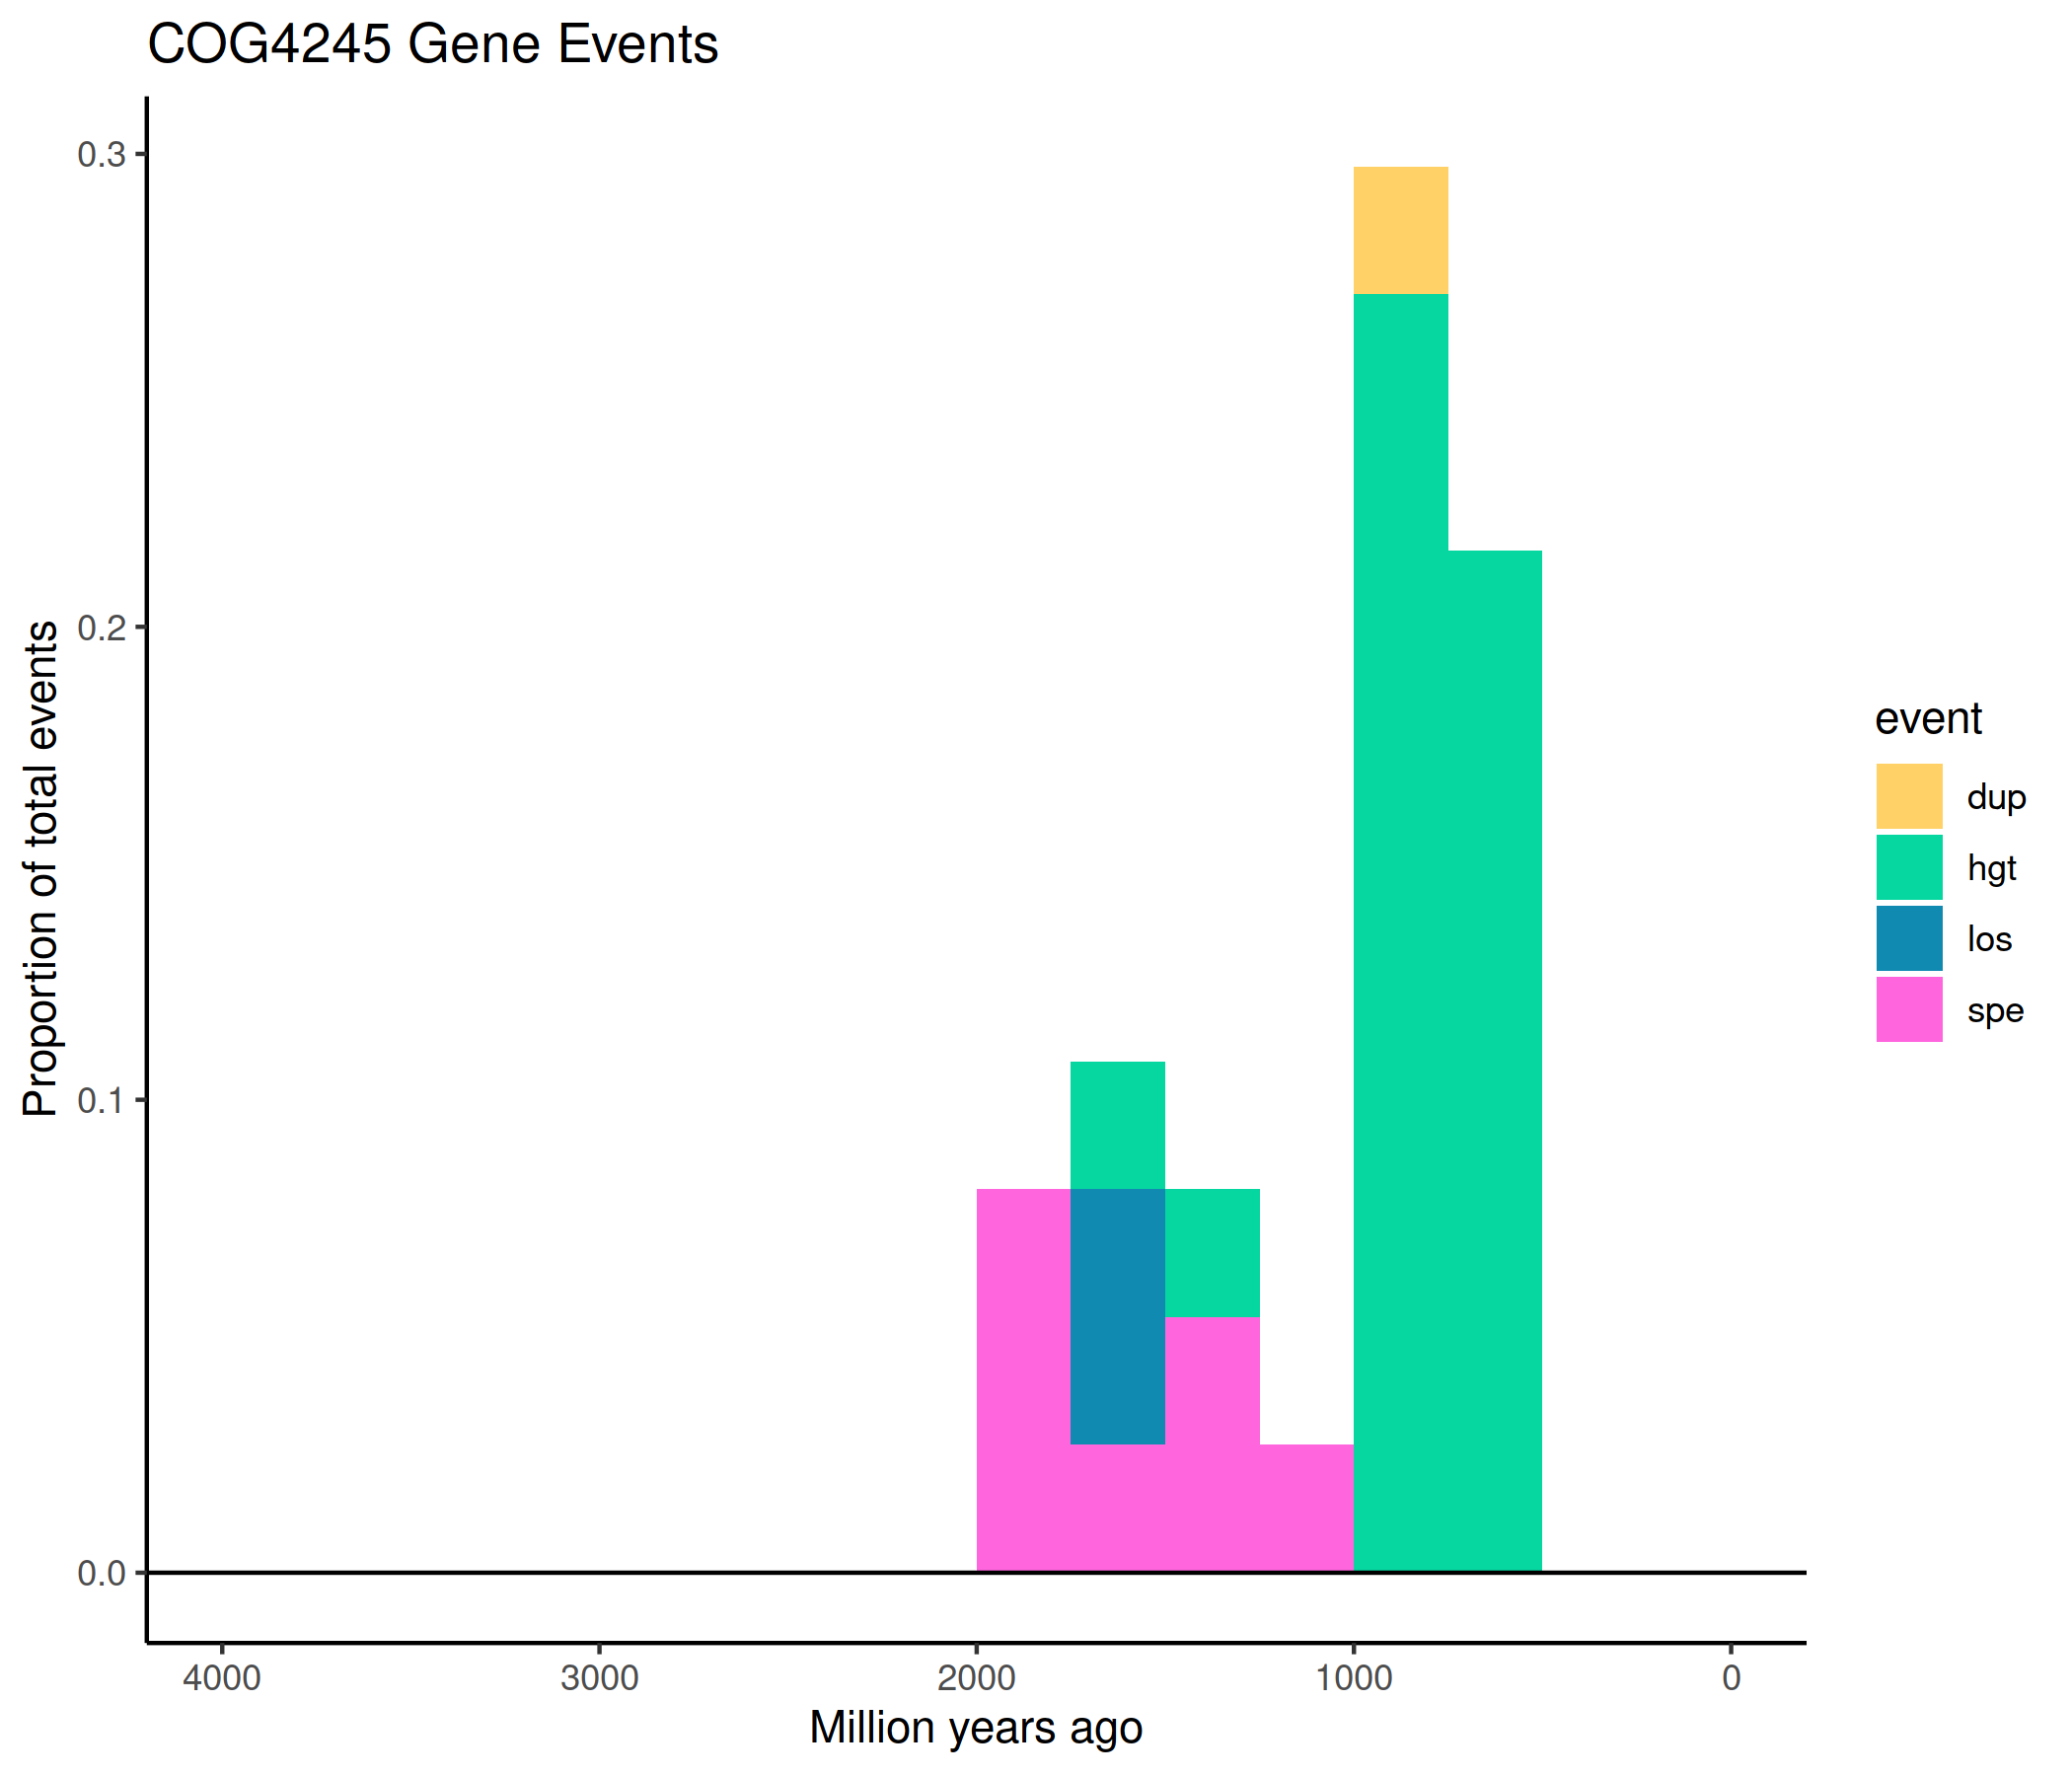 COG4245 Gene Events
Proportion of total events
0.3
0.2
0.1
0.0
4000 3000 2000 1000 0
Million years ago
event
dup
hgt
los
spe